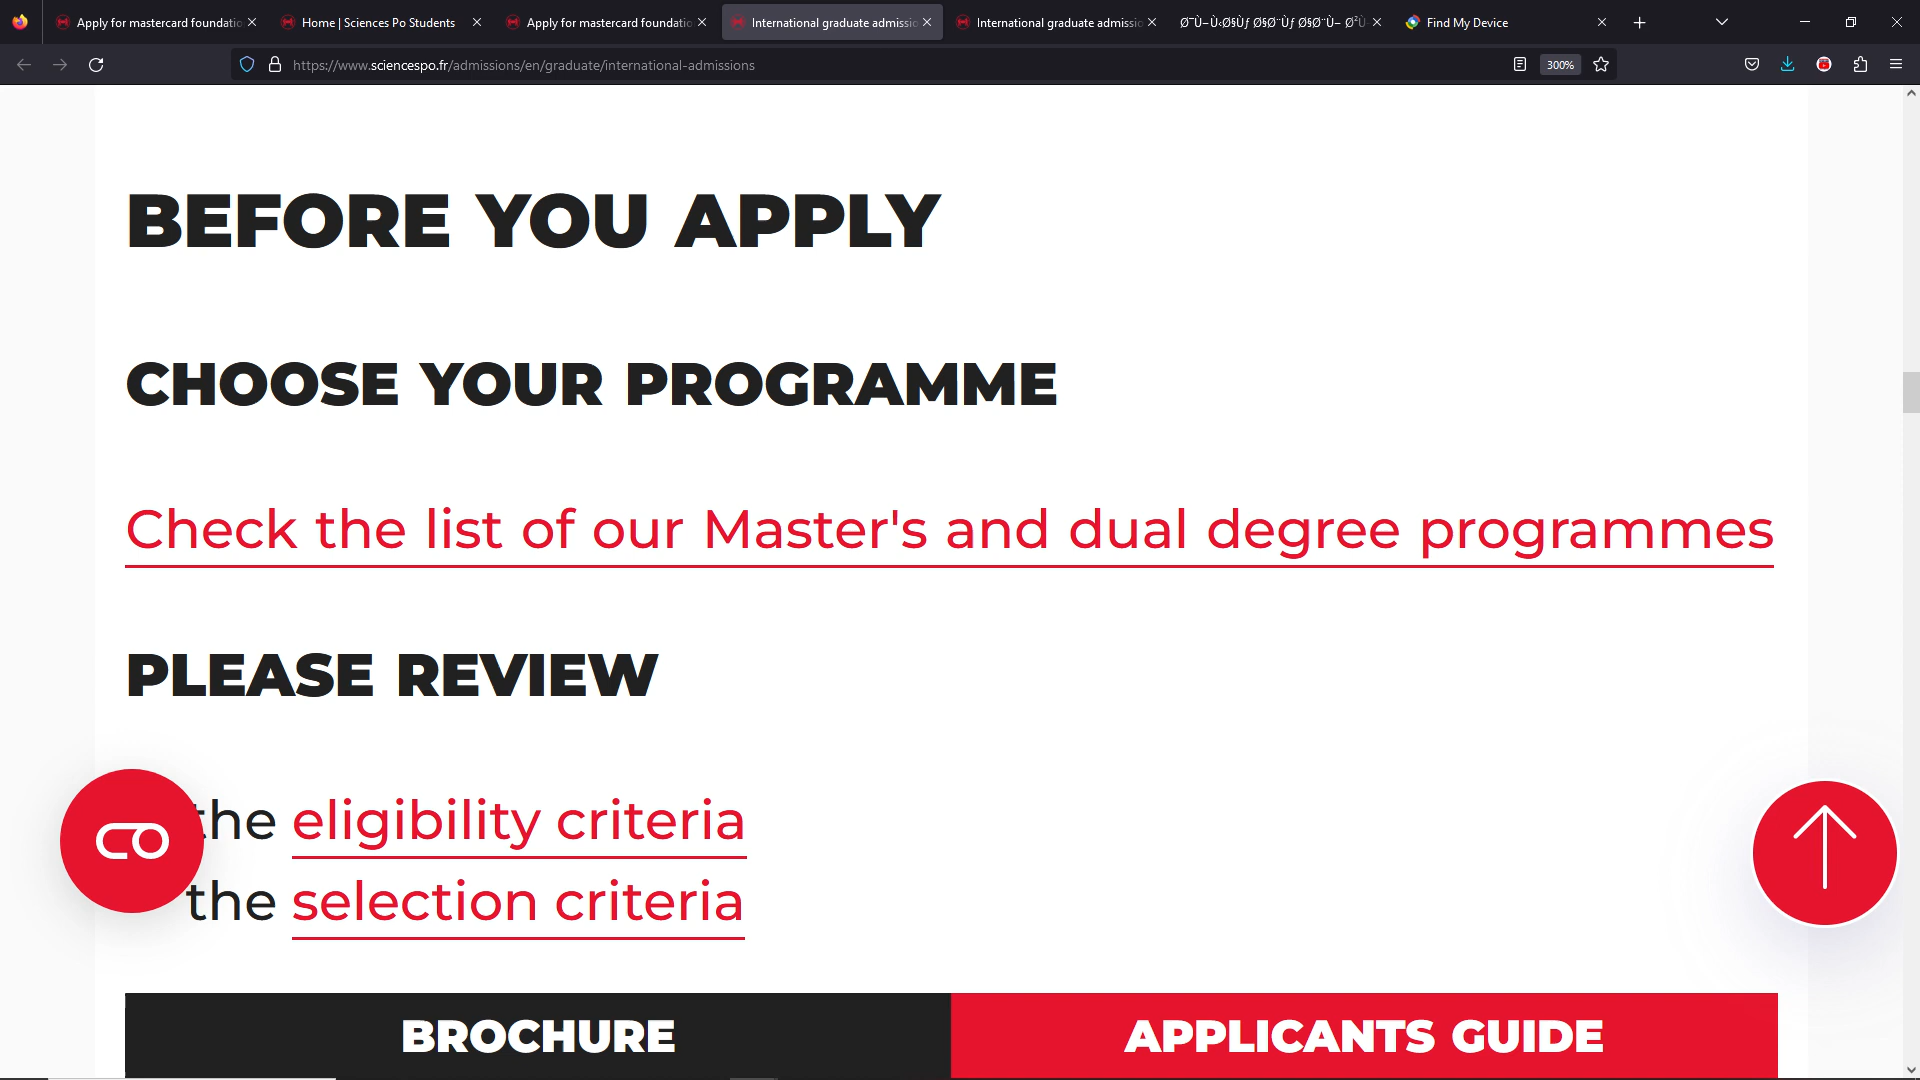 Apply for mastercard foundatio
Home | Sciences Po Students
Apply for mastercard foundatio
International graduate admissio
International graduate admissio
Find My Device
https://www.sciencespo.fr/admissions/en/graduate/international-admissions
300%
BEFORE YOU APPLY
CHOOSE YOUR PROGRAMME
Check the list of our Master's and dual degree programmes
PLEASE REVIEW
the eligibility criteria
the selection criteria
BROCHURE
APPLICANTS GUIDE